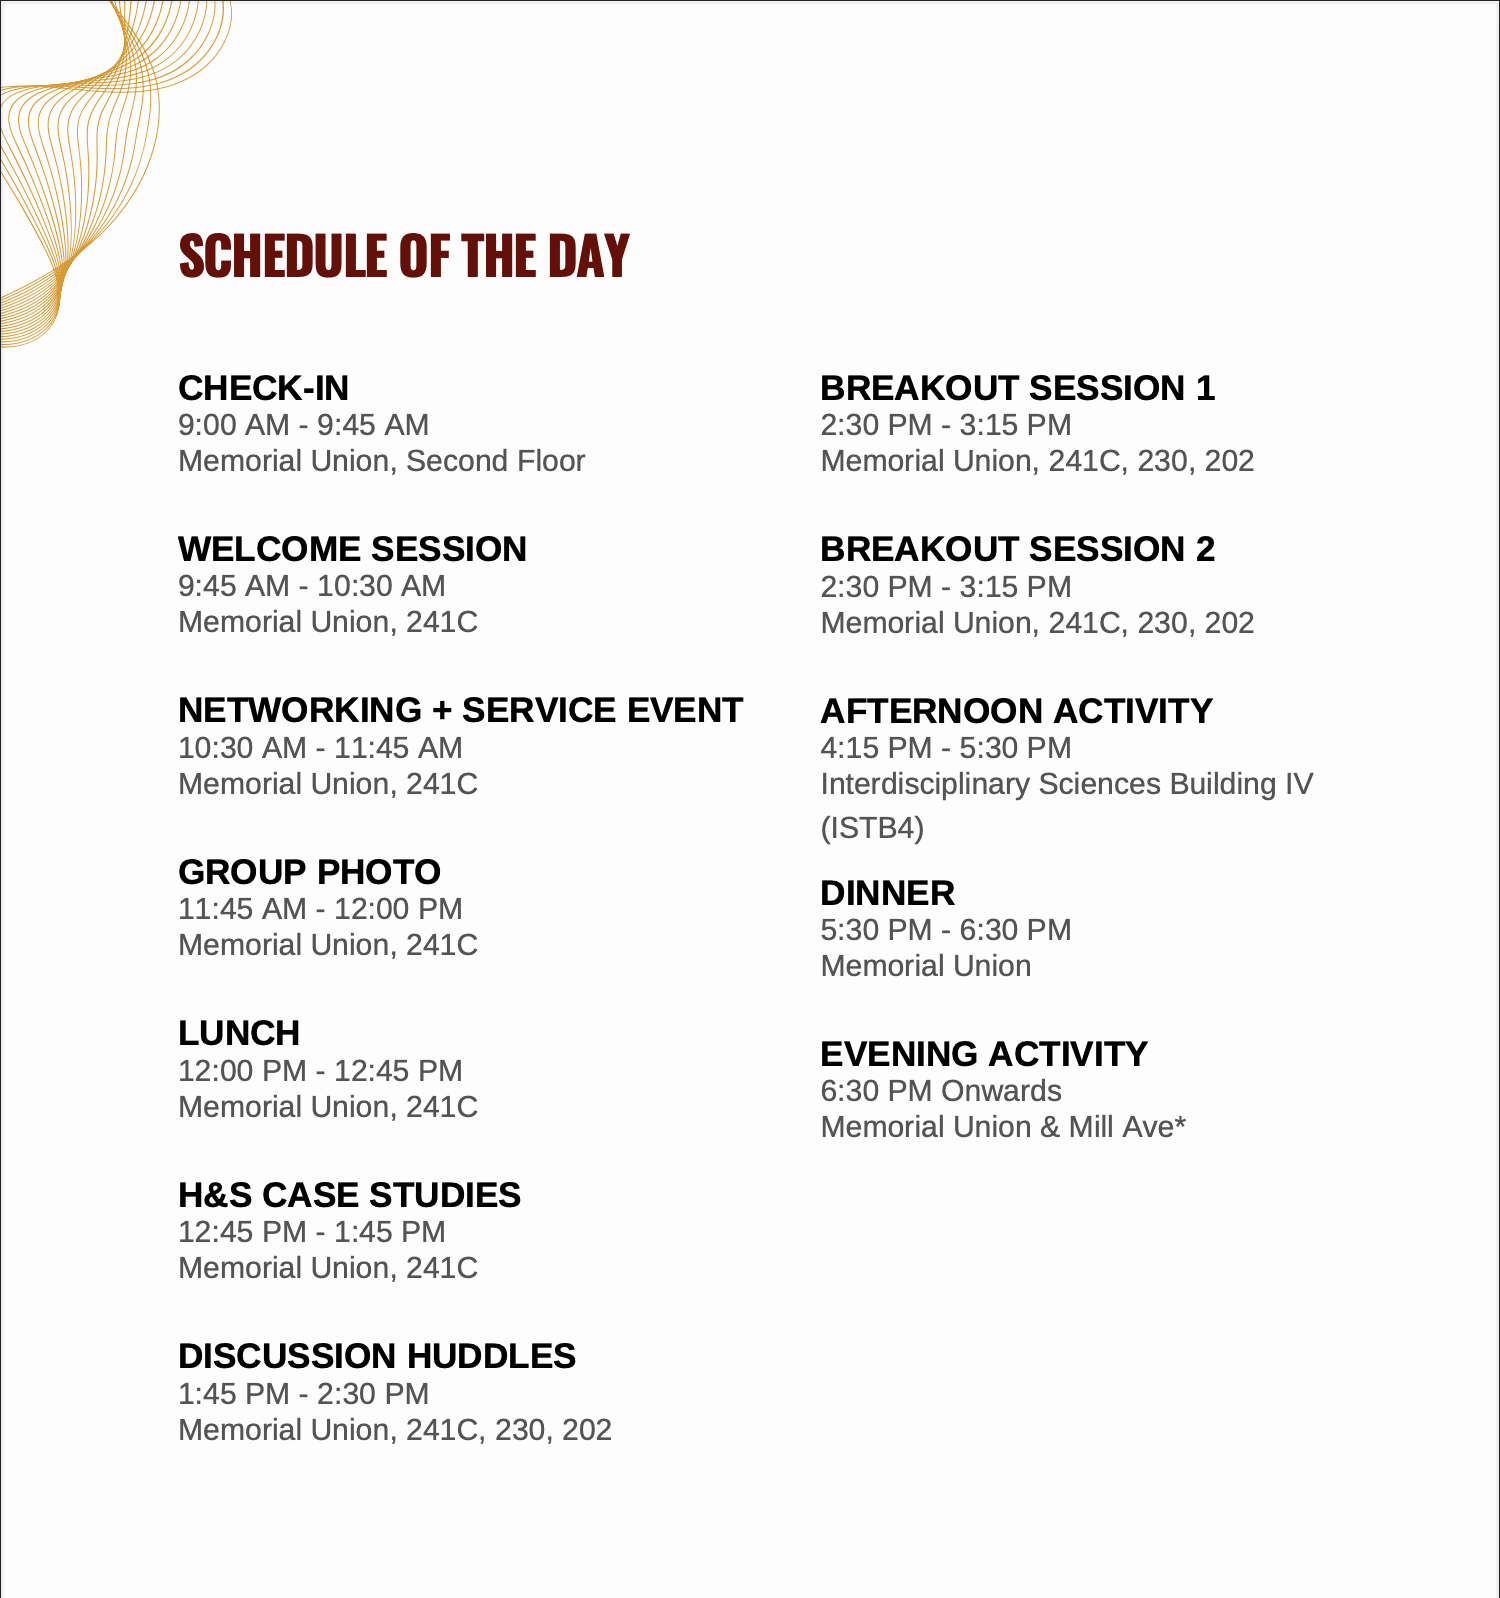 SCHEDULE OF THE DAY
CHECK-IN
9:00 AM - 9:45 AM
Memorial Union, Second Floor
WELCOME SESSION
9:45 AM - 10:30 AM
Memorial Union, 241C
NETWORKING + SERVICE EVENT
10:30 AM - 11:45 AM
Memorial Union, 241C
GROUP PHOTO
11:45 AM - 12:00 PM
Memorial Union, 241C
LUNCH
12:00 PM - 12:45 PM
Memorial Union, 241C
H&S CASE STUDIES
12:45 PM - 1:45 PM
Memorial Union, 241C
DISCUSSION HUDDLES
1:45 PM - 2:30 PM
Memorial Union, 241C, 230, 202
BREAKOUT SESSION 1
2:30 PM - 3:15 PM
Memorial Union, 241C, 230, 202
BREAKOUT SESSION 2
2:30 PM - 3:15 PM
Memorial Union, 241C, 230, 202
AFTERNOON ACTIVITY
4:15 PM - 5:30 PM
Interdisciplinary Sciences Building IV
(ISTB4)
DINNER
5:30 PM - 6:30 PM
Memorial Union
EVENING ACTIVITY
6:30 PM Onwards
Memorial Union & Mill Ave*